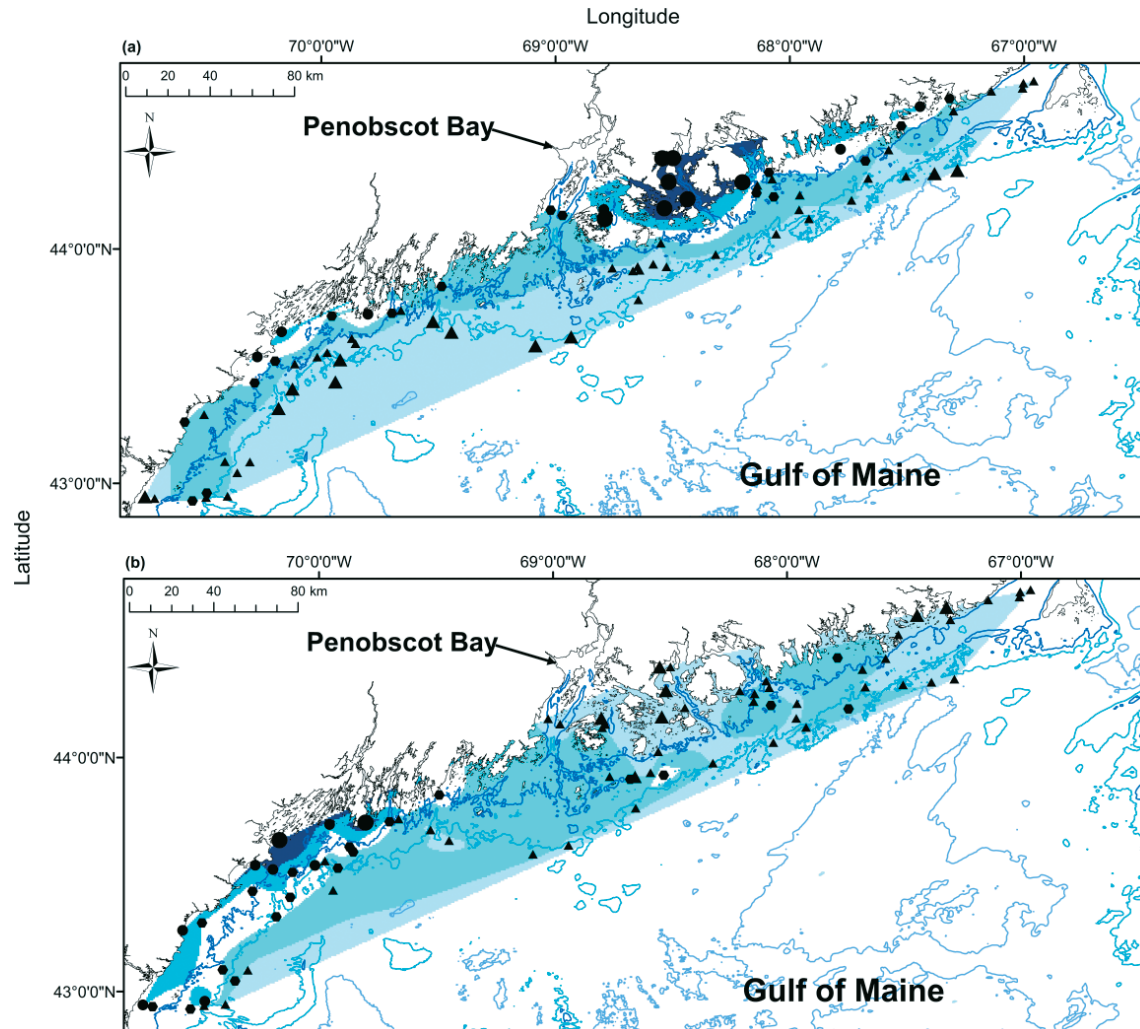 Longitude
(a) 70°0'0"W 69°0'0"W 68°0'0"W 67°0'0"W
0 20 40 80 km
N
Penobscot Bay
44°0'0"N
43°0'0"N
Gulf of Maine
Latitude
(b) 70°0'0"W 69°0'0"W 68°0'0"W 67°0'0"W
0 20 40 80 km
N
Penobscot Bay
44°0'0"N
43°0'0"N
Gulf of Maine